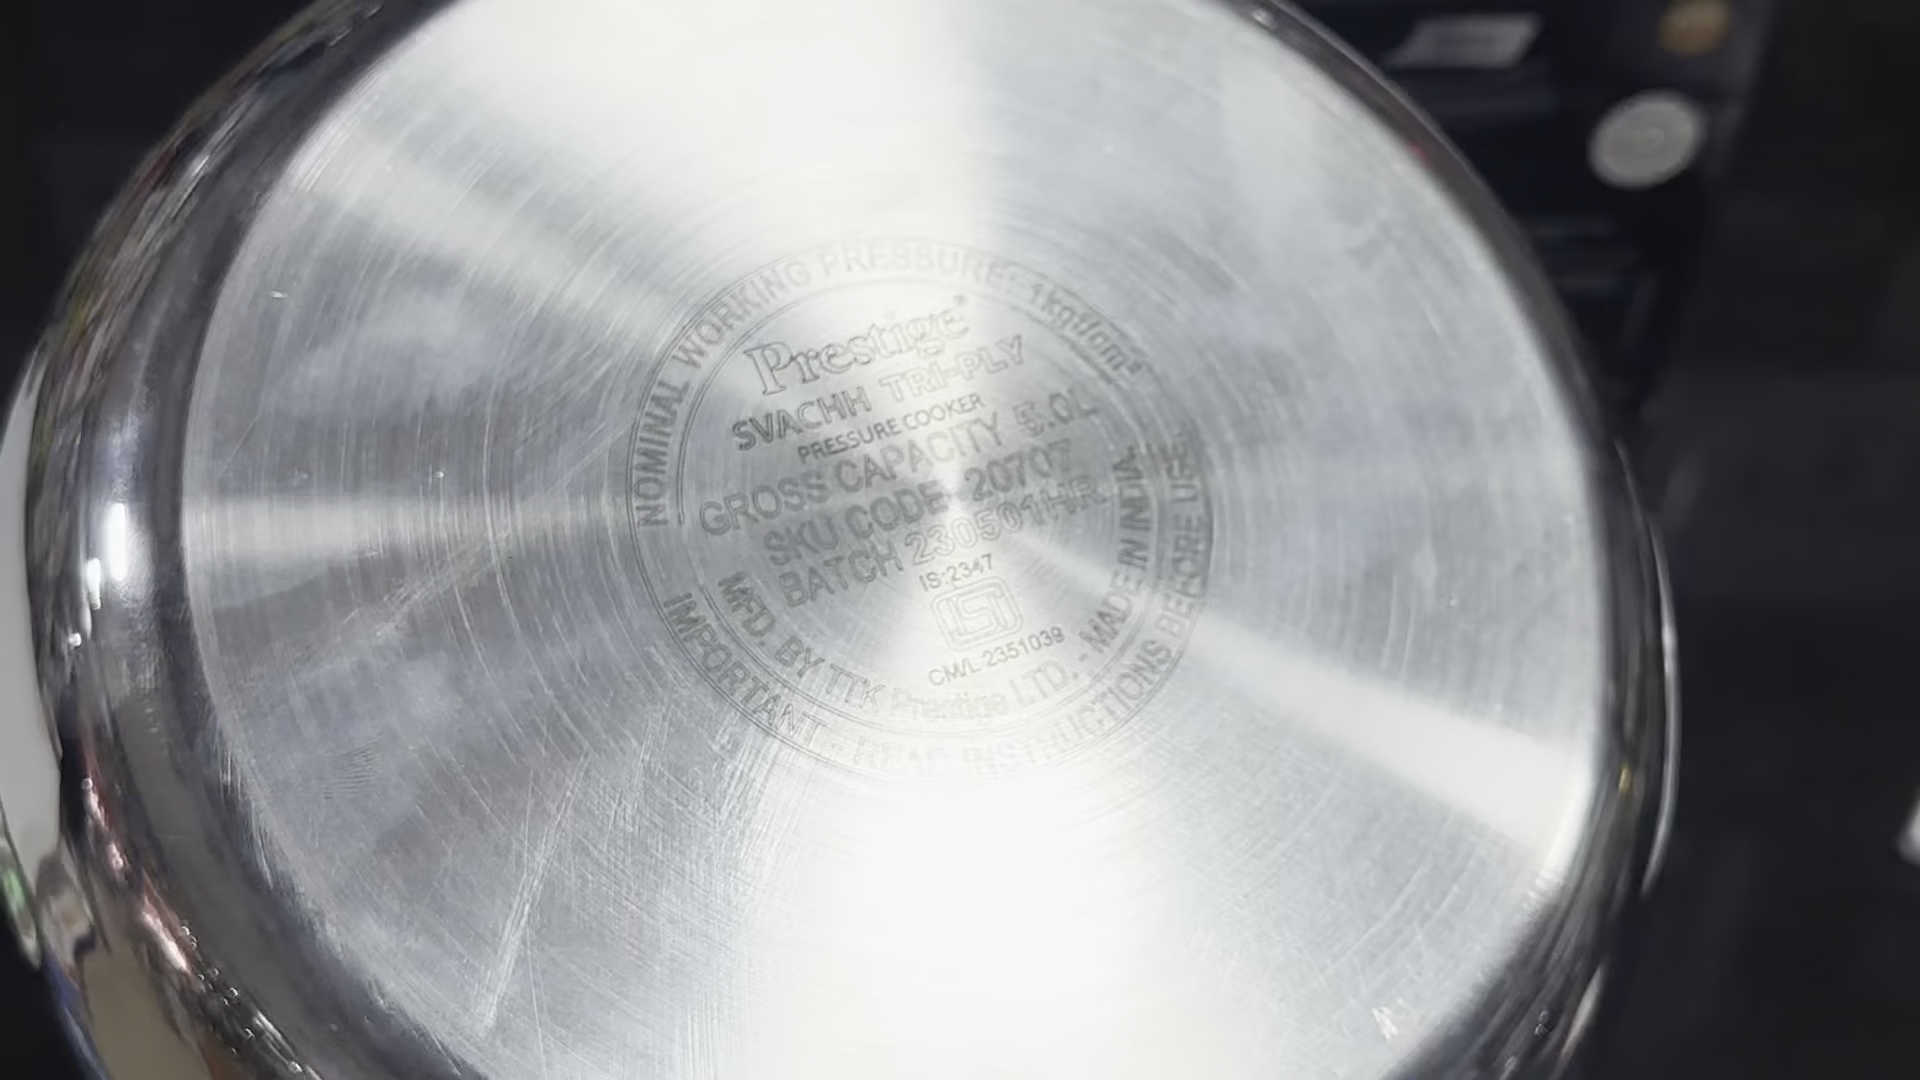 NOMINAL WORKING PRESSURE: 1kgf/cm²
Prestige
SVACHH TRI-PLY
PRESSURE COOKER
GROSS CAPACITY 5.0L
SKU CODE 20707
BATCH 230501HR
IS:2347
ISI
CM/L 2351039
MFD. BY TTK Prestige LTD. - MADE IN INDIA.
IMPORTANT - READ INSTRUCTIONS BEFORE USE